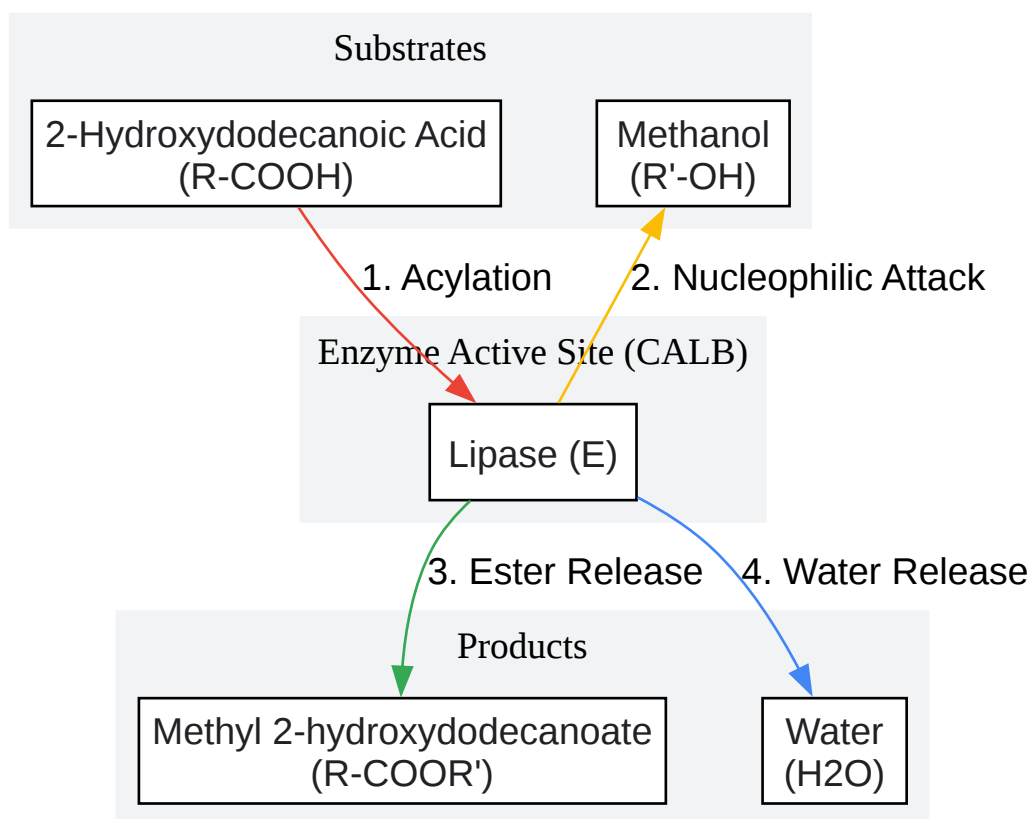 Substrates
2-Hydroxydodecanoic Acid
(R-COOH)
Methanol
(R'-OH)
1. Acylation
2. Nucleophilic Attack
Enzyme Active Site (CALB)
Lipase (E)
3. Ester Release
4. Water Release
Products
Methyl 2-hydroxydodecanoate
(R-COOR')
Water
(H2O)